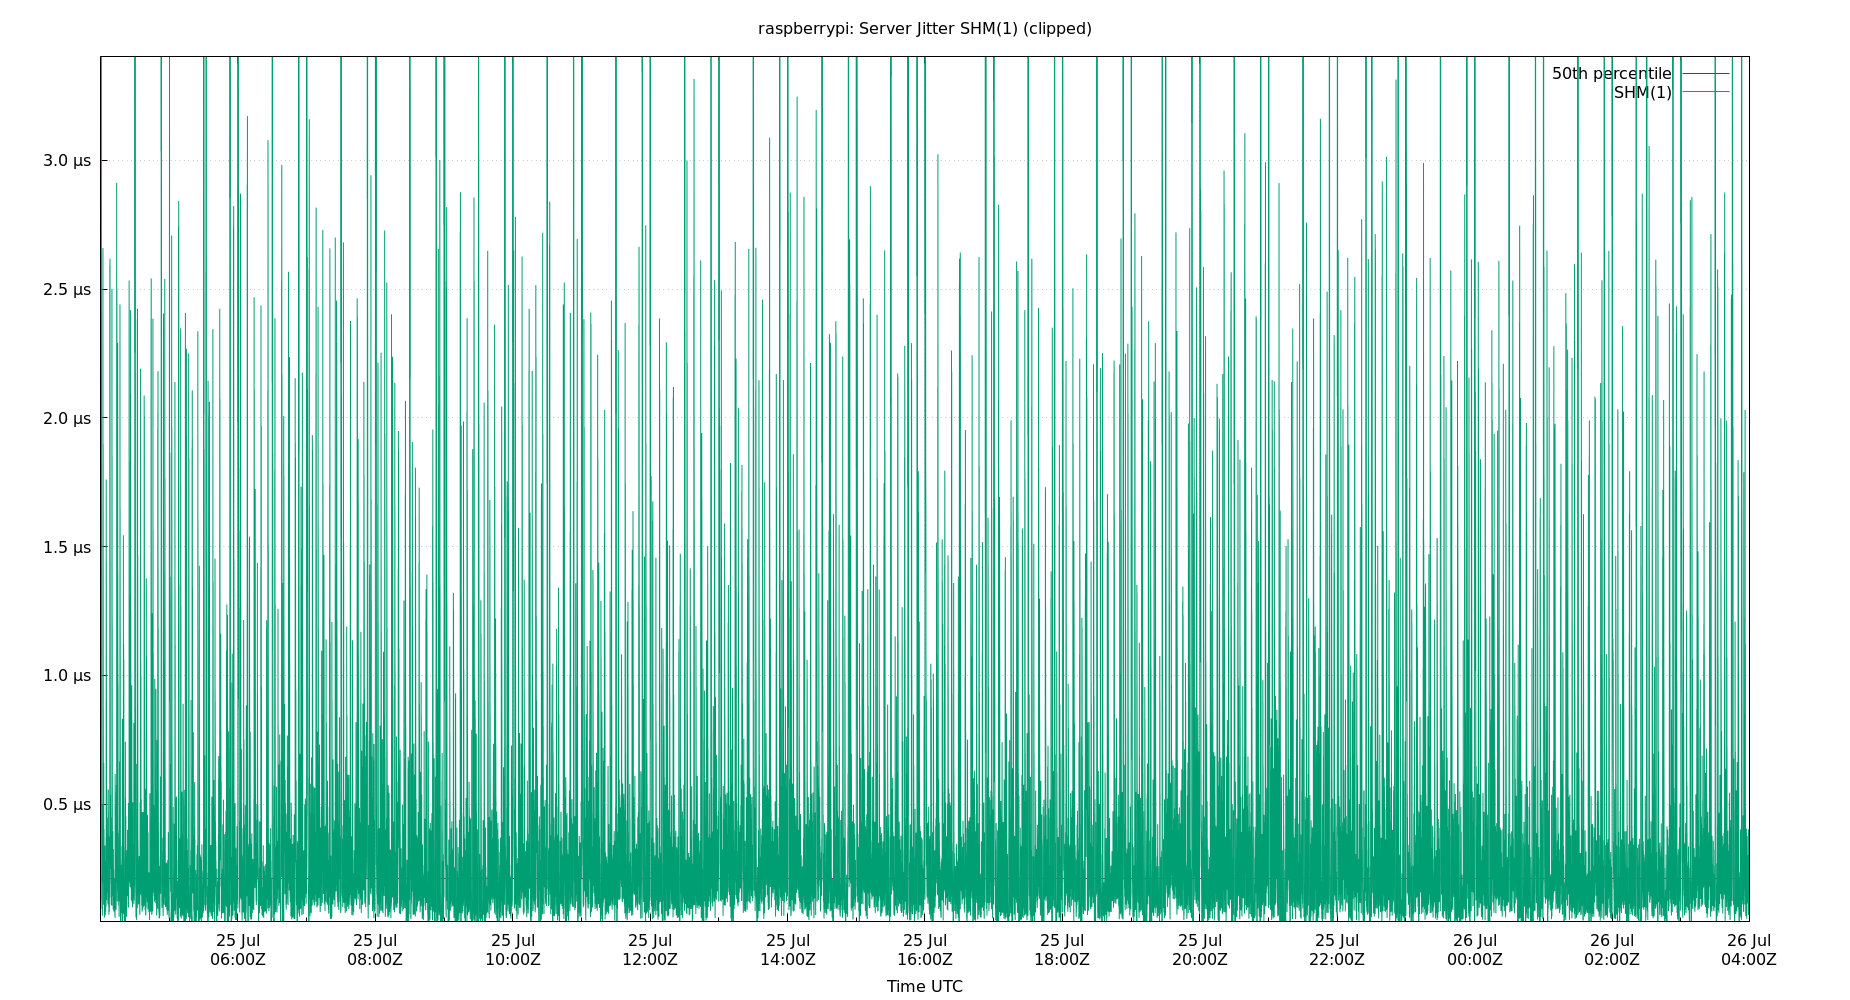 raspberrypi: Server Jitter SHM(1) (clipped)
50th percentile
SHM(1)
3.0 µs
2.5 µs
2.0 µs
1.5 µs
1.0 µs
0.5 µs
25 Jul 25 Jul 25 Jul 25 Jul 25 Jul 25 Jul 25 Jul 25 Jul 25 Jul 26 Jul 26 Jul 26 Jul
06:00Z 08:00Z 10:00Z 12:00Z 14:00Z 16:00Z 18:00Z 20:00Z 22:00Z 00:00Z 02:00Z 04:00Z
Time UTC